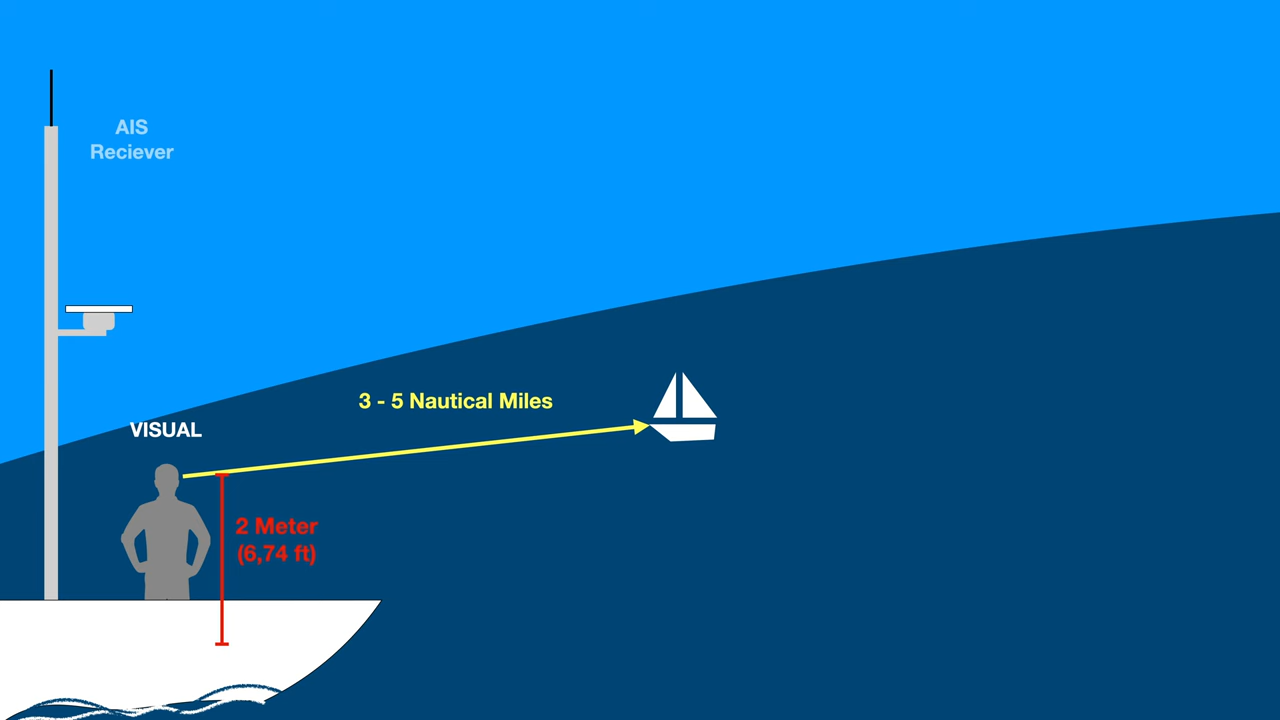 AIS
Reciever
3 - 5 Nautical Miles
VISUAL
2 Meter
(6,74 ft)